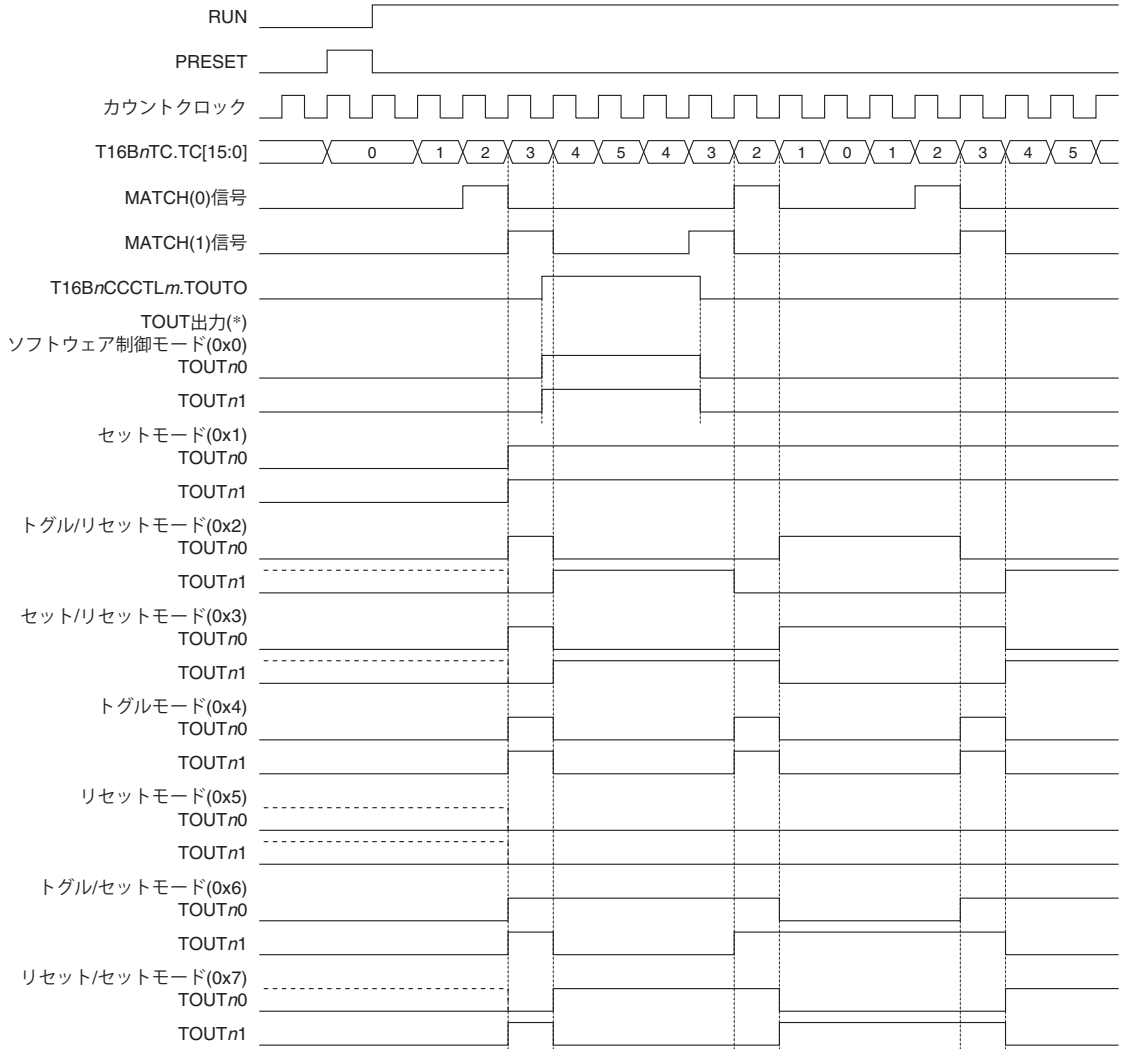 RUN
PRESET
カウントクロック
T16BnTC.TC[15:0] 0 1 2 3 4 5 4 3 2 1 0 1 2 3 4 5
MATCH(0)信号
MATCH(1)信号
T16BnCCCTLm.TOUTO
TOUT出力(*)
ソフトウェア制御モード(0x0)
TOUTn0
TOUTn1
セットモード(0x1)
TOUTn0
TOUTn1
トグル/リセットモード(0x2)
TOUTn0
TOUTn1
セット/リセットモード(0x3)
TOUTn0
TOUTn1
トグルモード(0x4)
TOUTn0
TOUTn1
リセットモード(0x5)
TOUTn0
TOUTn1
トグル/セットモード(0x6)
TOUTn0
TOUTn1
リセット/セットモード(0x7)
TOUTn0
TOUTn1